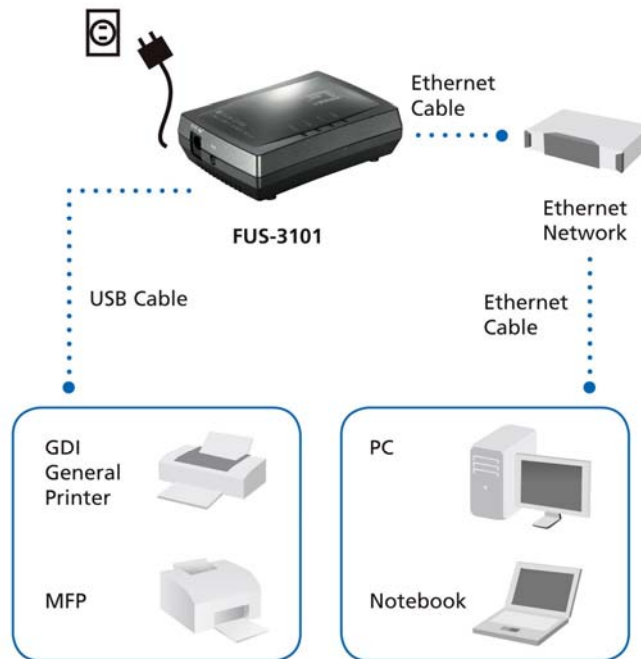 Ethernet
Cable
FUS-3101
Ethernet
Network
USB Cable
Ethernet
Cable
GDI
General
Printer
MFP
PC
Notebook